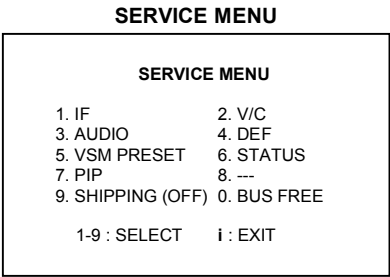 SERVICE MENU
SERVICE MENU
1. IF 2. V/C
3. AUDIO 4. DEF
5. VSM PRESET 6. STATUS
7. PIP 8. ---
9. SHIPPING (OFF) 0. BUS FREE
1-9 : SELECT i : EXIT